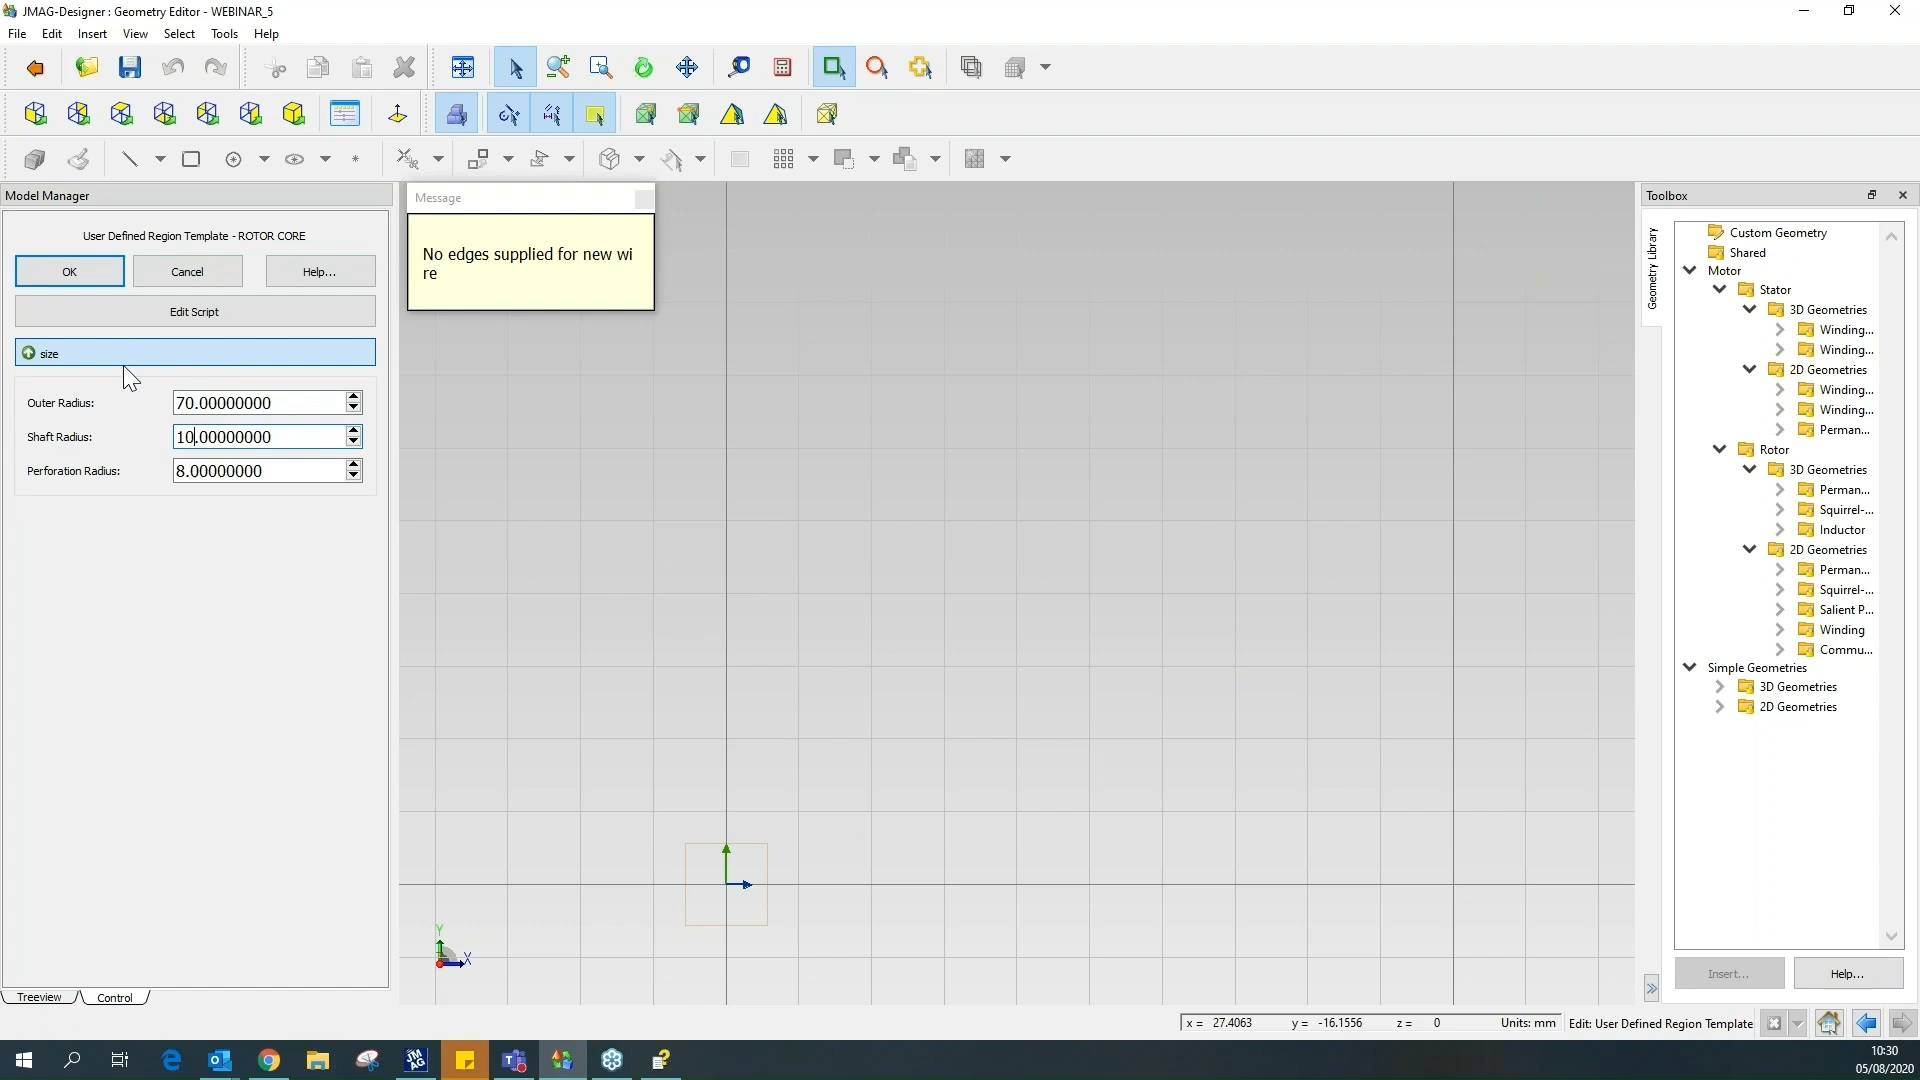 JMAG-Designer : Geometry Editor - WEBINAR_5
File Edit Insert View Select Tools Help
Model Manager
User Defined Region Template - ROTOR CORE
OK Cancel Help...
Edit Script
size
Outer Radius: 70.00000000
Shaft Radius: 10.00000000
Perforation Radius: 8.00000000
Treeview Control
Message
No edges supplied for new wi
re
Y
X
Toolbox
Geometry Library
Custom Geometry
Shared
Motor
Stator
3D Geometries
Winding...
Winding...
2D Geometries
Winding...
Winding...
Perman...
Rotor
3D Geometries
Perman...
Squirrel-...
Inductor
2D Geometries
Perman...
Squirrel-...
Salient P...
Winding
Commu...
Simple Geometries
3D Geometries
2D Geometries
Insert... Help...
x = 27.4063 y = -16.1556 z = 0 Units: mm Edit: User Defined Region Template
JM
AG
10:30
05/08/2020